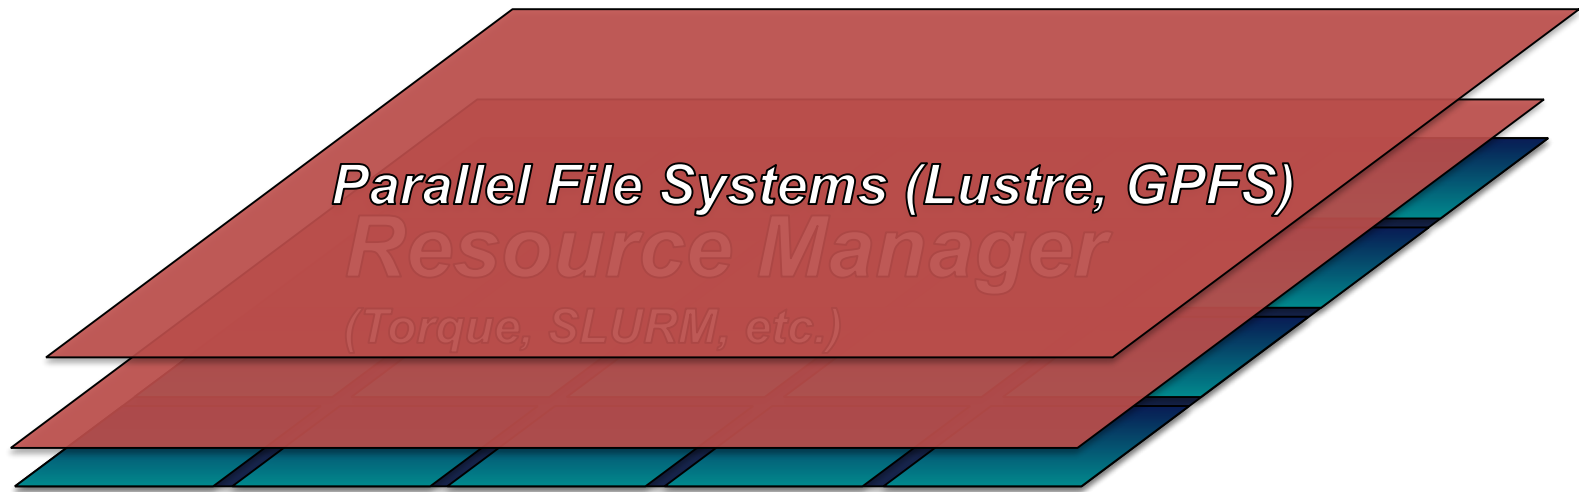 Parallel File Systems (Lustre, GPFS)
Resource Manager
(Torque, SLURM, etc.)